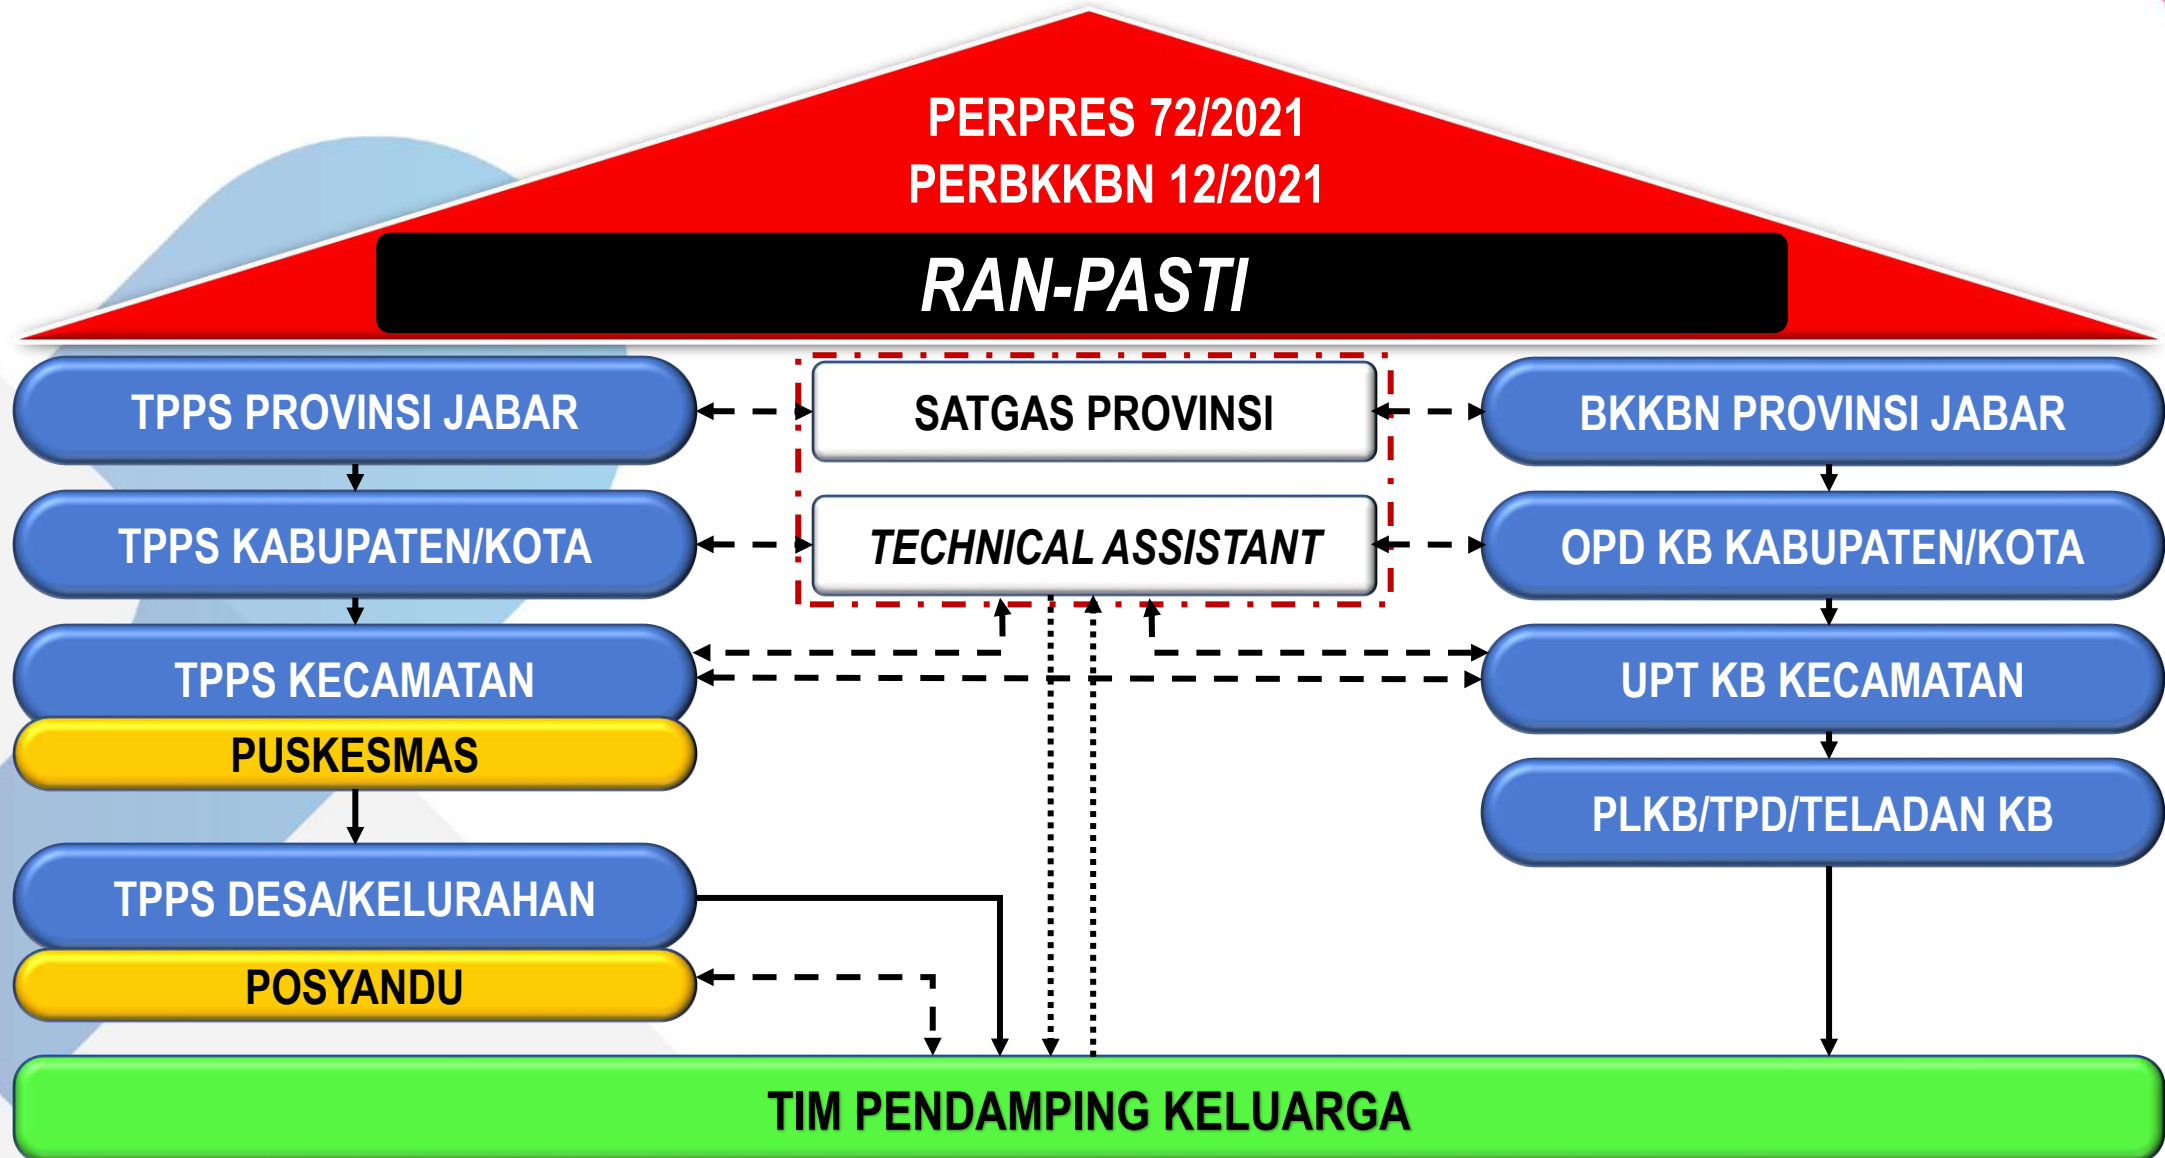 PERPRES 72/2021
PERBKKBN 12/2021
RAN-PASTI
TPPS PROVINSI JABAR
SATGAS PROVINSI
BKKBN PROVINSI JABAR
TPPS KABUPATEN/KOTA
TECHNICAL ASSISTANT
OPD KB KABUPATEN/KOTA
TPPS KECAMATAN
UPT KB KECAMATAN
PUSKESMAS
PLKB/TPD/TELADAN KB
TPPS DESA/KELURAHAN
POSYANDU
TIM PENDAMPING KELUARGA